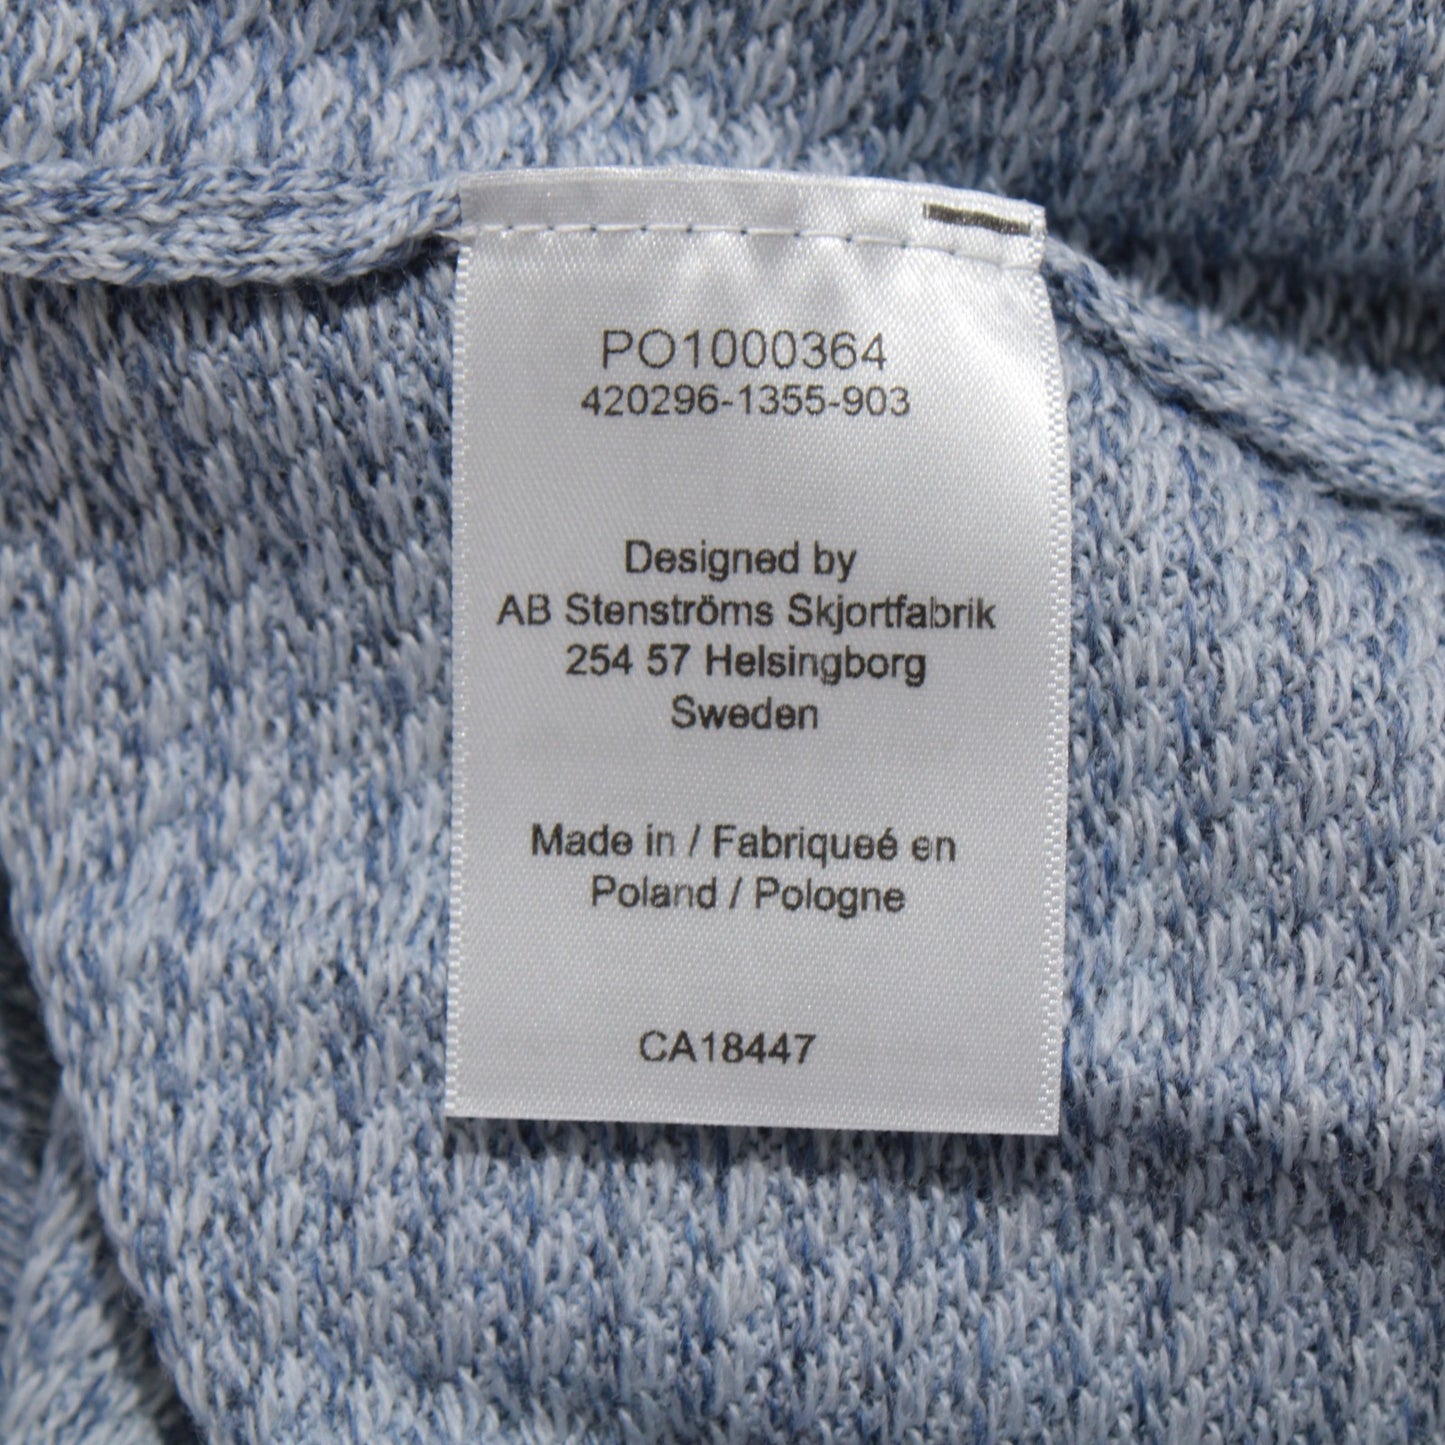 PO1000364
420296-1355-903
Designed by
AB Stenströms Skjortfabrik
254 57 Helsingborg
Sweden
Made in / Fabriqueé en
Poland / Pologne
CA18447